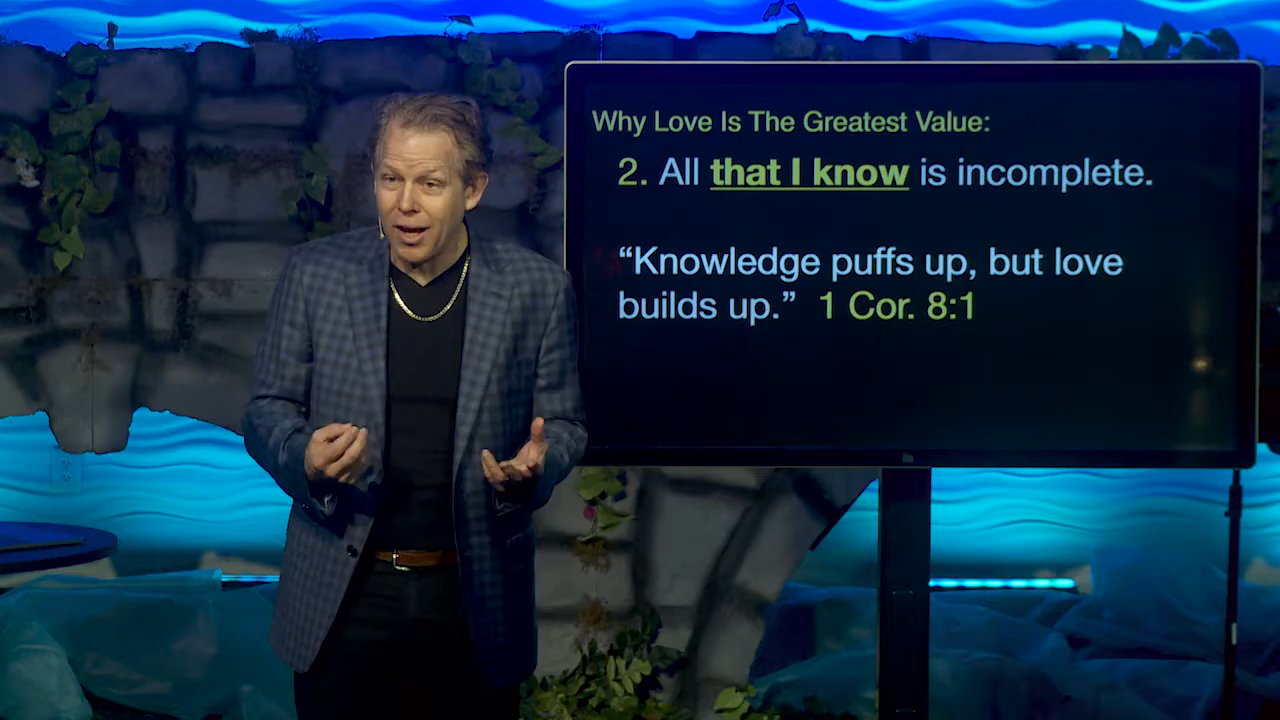 Why Love Is The Greatest Value:
2. All that I know is incomplete.
“Knowledge puffs up, but love
builds up.” 1 Cor. 8:1